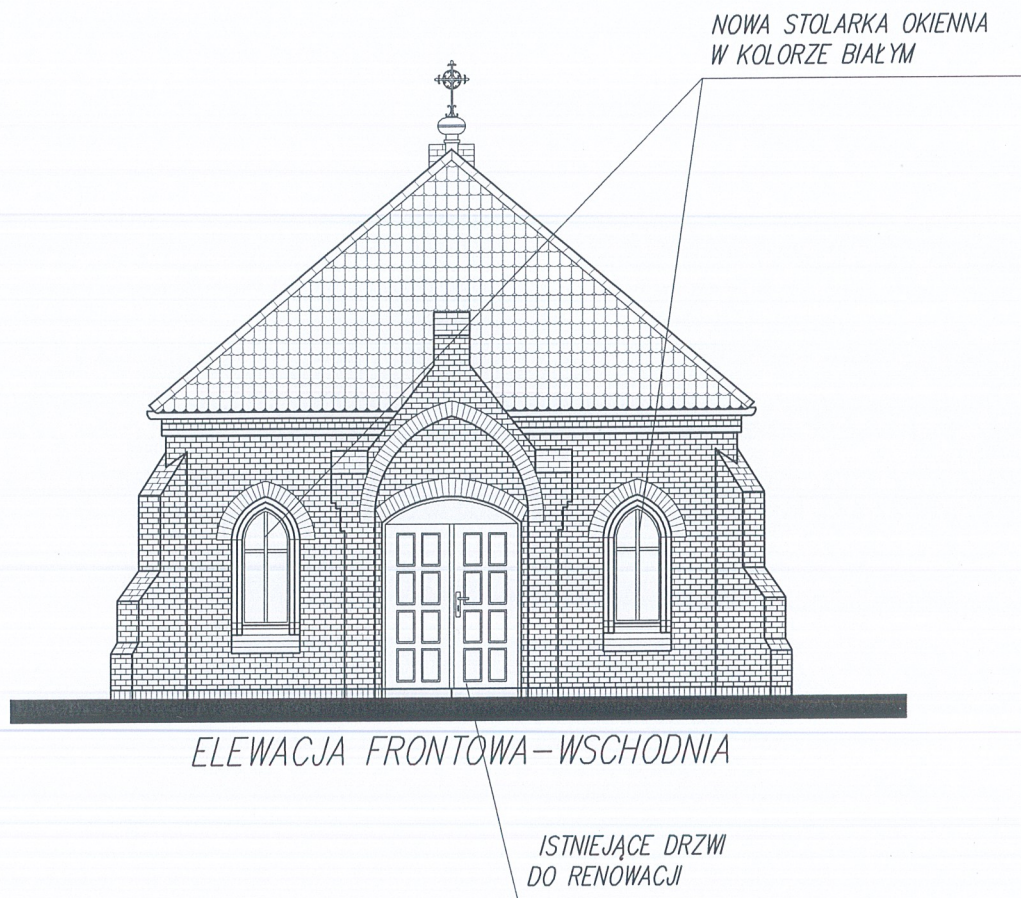 NOWA STOLARKA OKIENNA
W KOLORZE BIAŁYM
ELEWACJA FRONTOWA-WSCHODNIA
ISTNIEJĄCE DRZWI
DO RENOWACJI